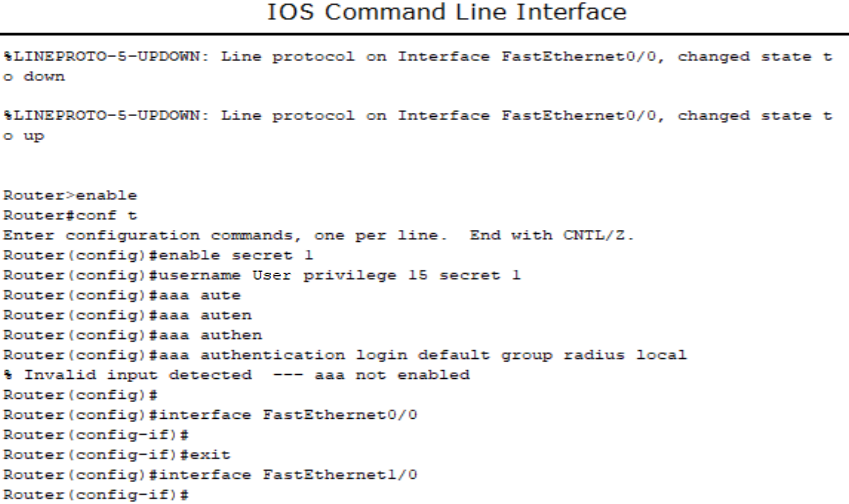 IOS Command Line Interface
%LINEPROTO-5-UPDOWN: Line protocol on Interface FastEthernet0/0, changed state t
o down
%LINEPROTO-5-UPDOWN: Line protocol on Interface FastEthernet0/0, changed state t
o up
Router>enable
Router#conf t
Enter configuration commands, one per line.  End with CNTL/Z.
Router(config)#enable secret 1
Router(config)#username User privilege 15 secret 1
Router(config)#aaa aute
Router(config)#aaa auten
Router(config)#aaa authen
Router(config)#aaa authentication login default group radius local
% Invalid input detected  --- aaa not enabled
Router(config)#
Router(config)#interface FastEthernet0/0
Router(config-if)#
Router(config-if)#exit
Router(config)#interface FastEthernet1/0
Router(config-if)#